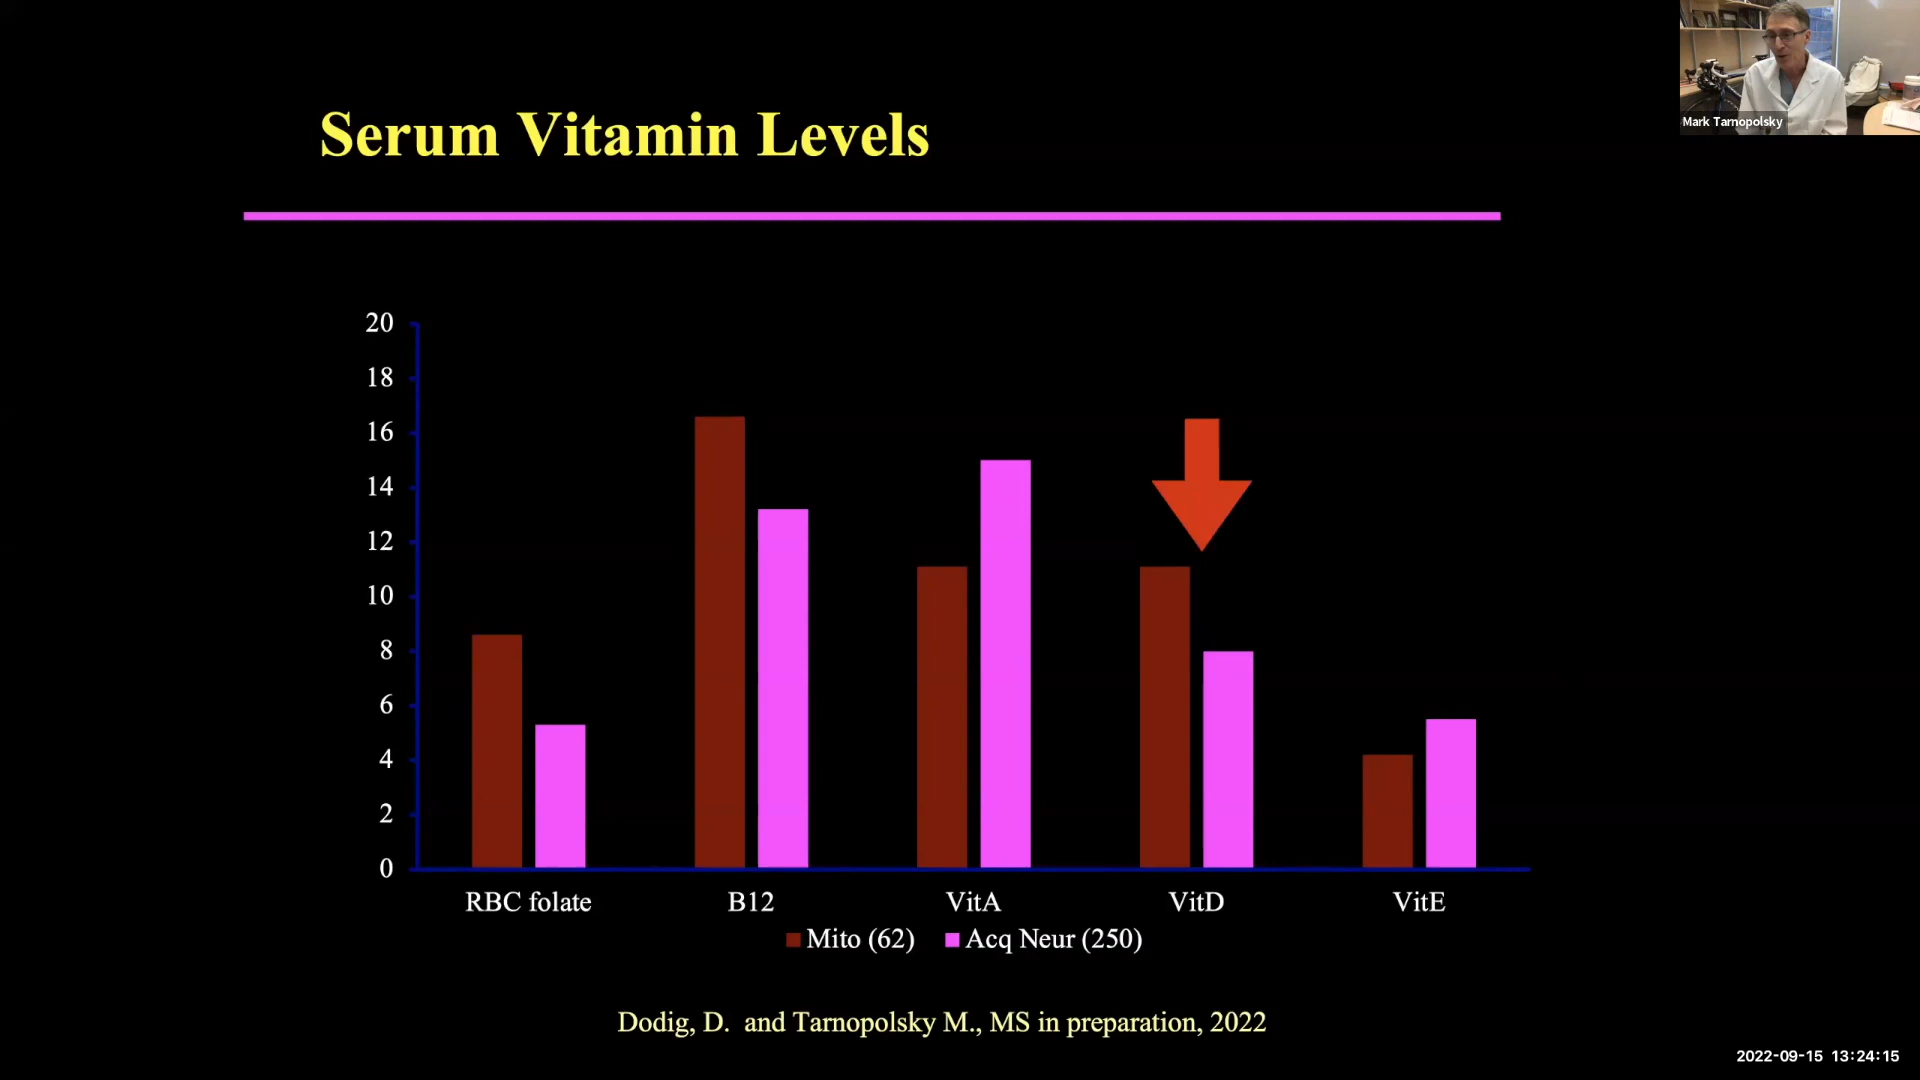 Mark Tarnopolsky
Serum Vitamin Levels
20
18
16
14
12
10
8
6
4
2
0
RBC folate B12 VitA VitD VitE
Mito (62) Acq Neur (250)
Dodig, D. and Tarnopolsky M., MS in preparation, 2022
2022-09-15 13:24:15